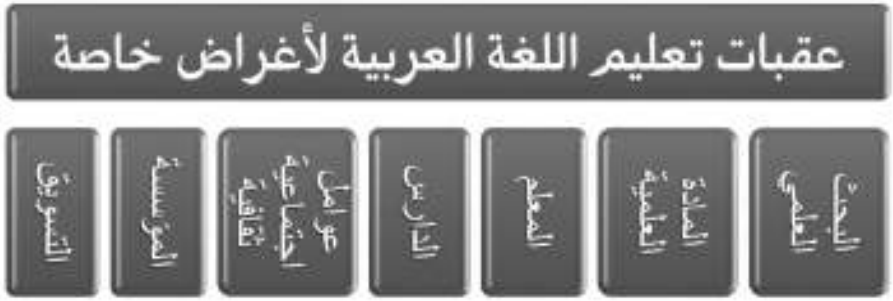 عقبات تعليم اللغة العربية لأغراض خاصة
البحث
العلمي
المادة
العلمية
المعلم
الدارس
عوامل
اجتماعية
ثقافية
المؤسسة
التسويق